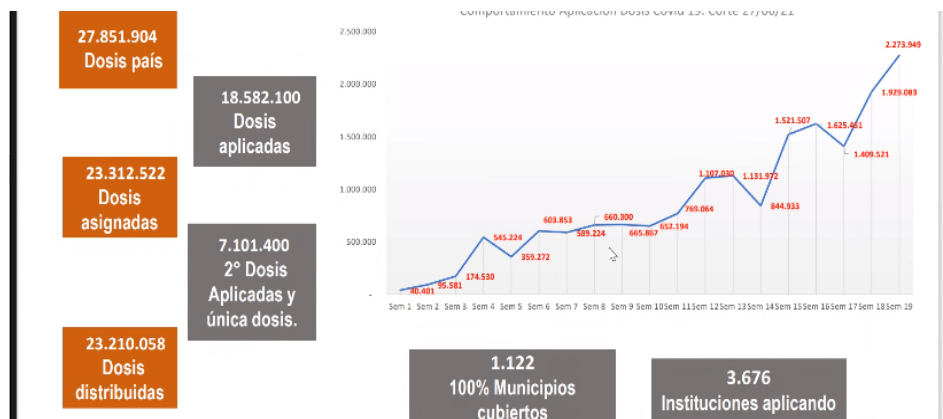 Comportamiento Aplicación Dosis Covid 19. Corte 27/06/21
27.851.904
Dosis país
18.582.100
Dosis
aplicadas
23.312.522
Dosis
asignadas
7.101.400
2° Dosis
Aplicadas y
única dosis.
23.210.058
Dosis
distribuidas
2.500.000
2.000.000
1.500.000
1.000.000
500.000
-
40.401
95.581
174.530
545.224
359.272
603.853
589.224
660.300
665.867
652.194
769.064
1.107.030
1.131.972
844.933
1.521.507
1.625.451
1.409.521
1.929.083
2.273.949
Sem 1 Sem 2 Sem 3 Sem 4 Sem 5 Sem 6 Sem 7 Sem 8 Sem 9 Sem 10 Sem 11 Sem 12 Sem 13 Sem 14 Sem 15 Sem 16 Sem 17 Sem 18 Sem 19
1.122
100% Municipios
cubiertos
3.676
Instituciones aplicando